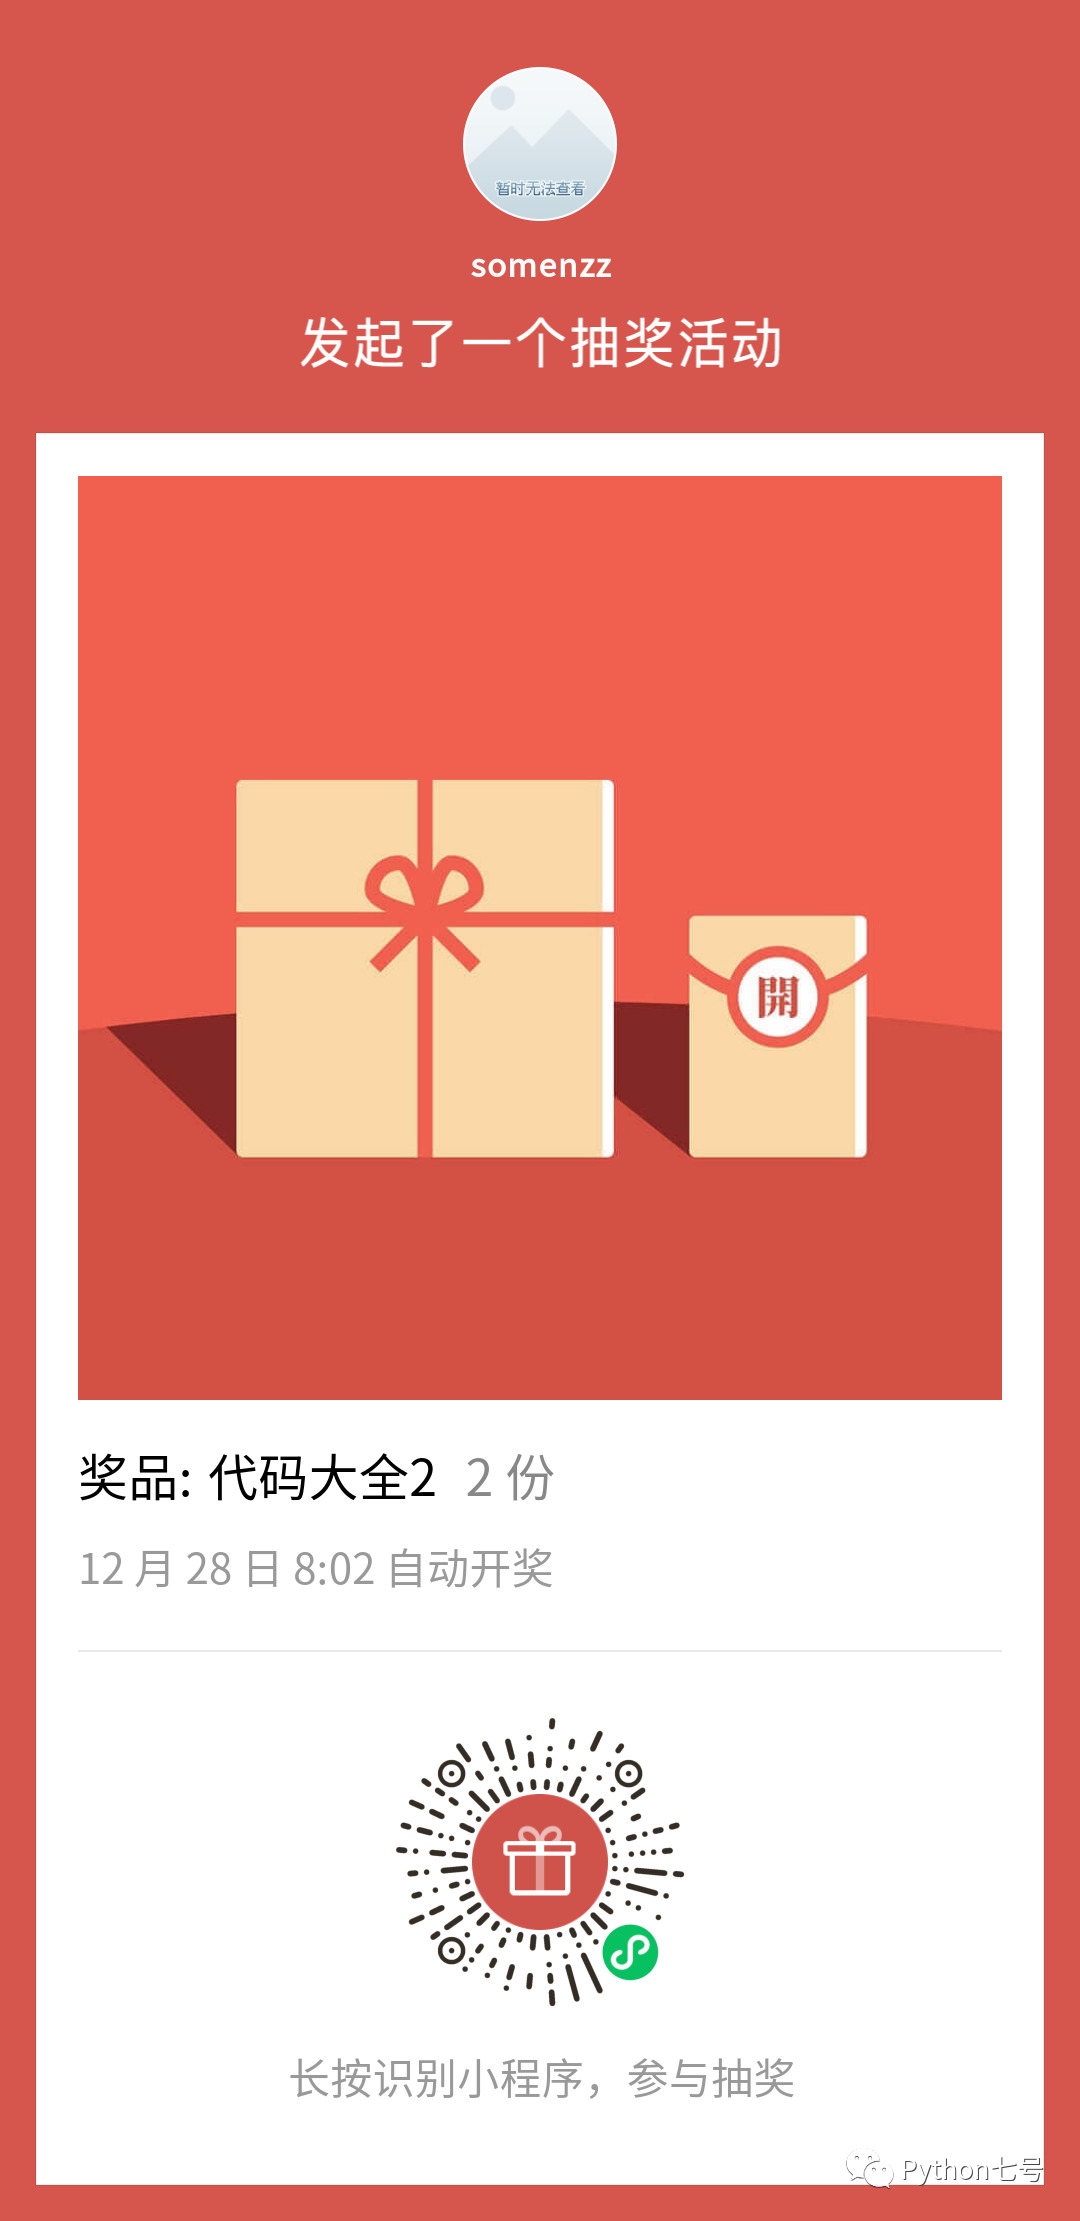 暂时无法查看
somenzz
发起了一个抽奖活动
開
奖品: 代码大全2 2 份
12 月 28 日 8:02 自动开奖
长按识别小程序，参与抽奖
Python七号